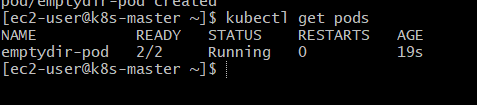 pod/emptydir-pod created
[ec2-user@k8s-master ~]$ kubectl get pods
NAME           READY   STATUS    RESTARTS   AGE
emptydir-pod   2/2     Running   0          19s
[ec2-user@k8s-master ~]$